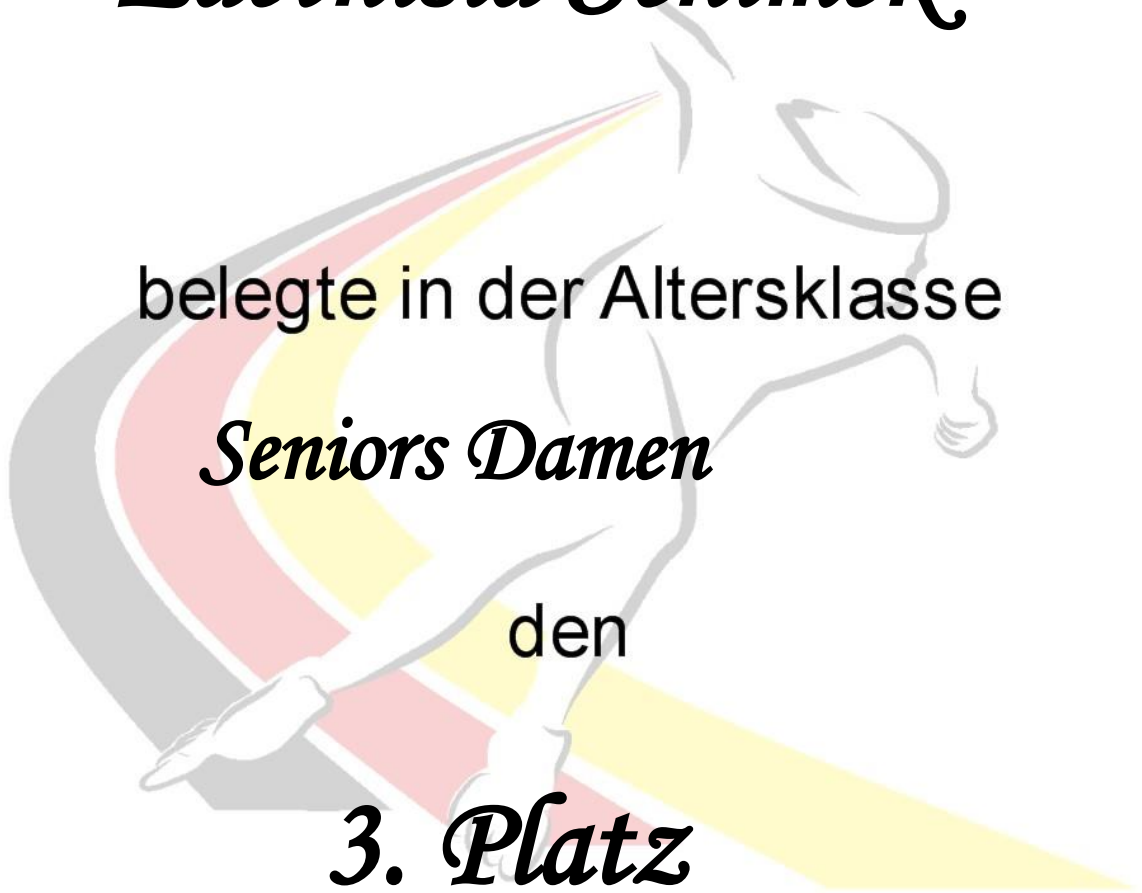 belegte in der Altersklasse
Seniors Damen
den
3. Platz